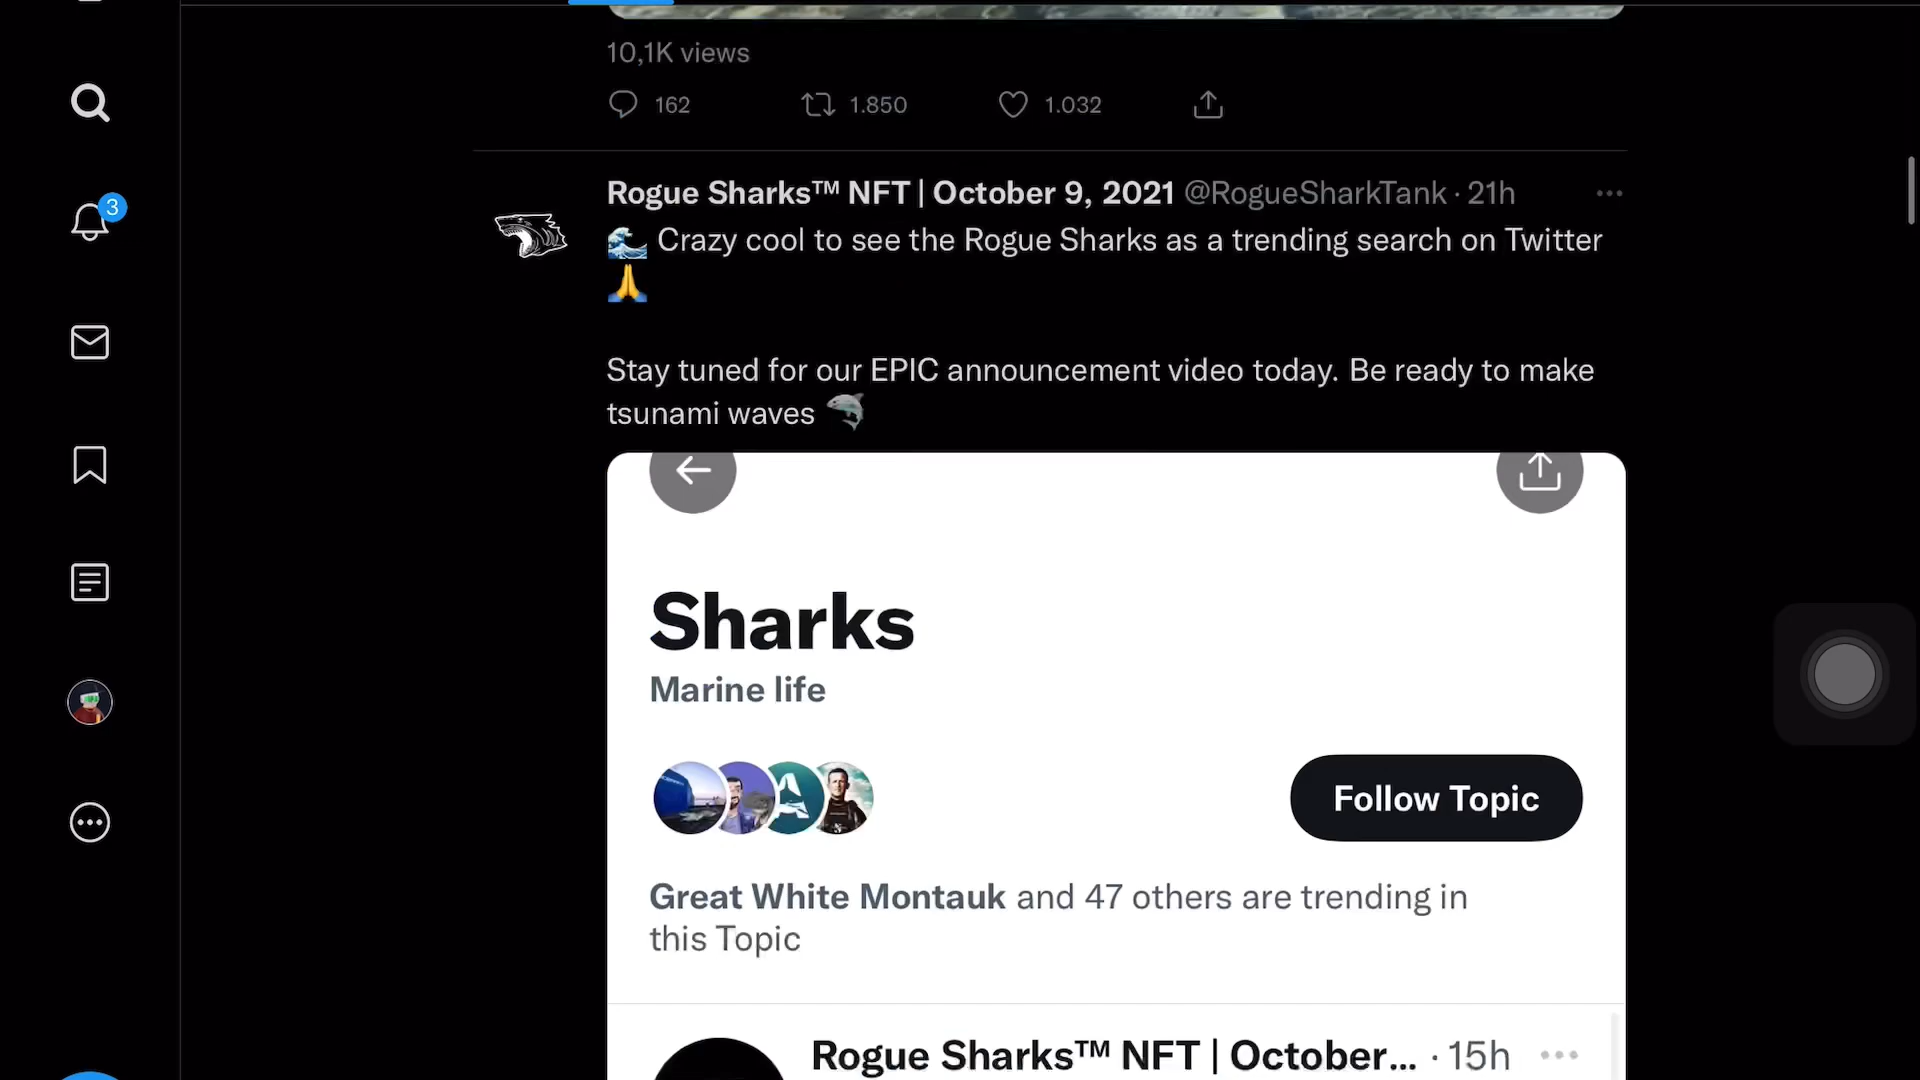 10,1K views
162 1.850 1.032
Rogue Sharks™ NFT | October 9, 2021 @RogueSharkTank · 21h
3
🌊 Crazy cool to see the Rogue Sharks as a trending search on Twitter
🙏
Stay tuned for our EPIC announcement video today. Be ready to make
tsunami waves 🦈
Sharks
Marine life
Follow Topic
Great White Montauk and 47 others are trending in
this Topic
Rogue Sharks™ NFT | October... · 15h